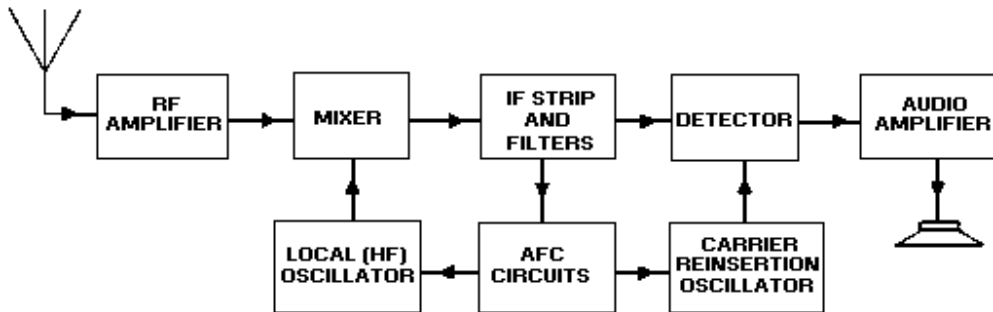 RF
AMPLIFIER
MIXER
IF STRIP
AND
FILTERS
DETECTOR
AUDIO
AMPLIFIER
LOCAL (HF)
OSCILLATOR
AFC
CIRCUITS
CARRIER
REINSERTION
OSCILLATOR